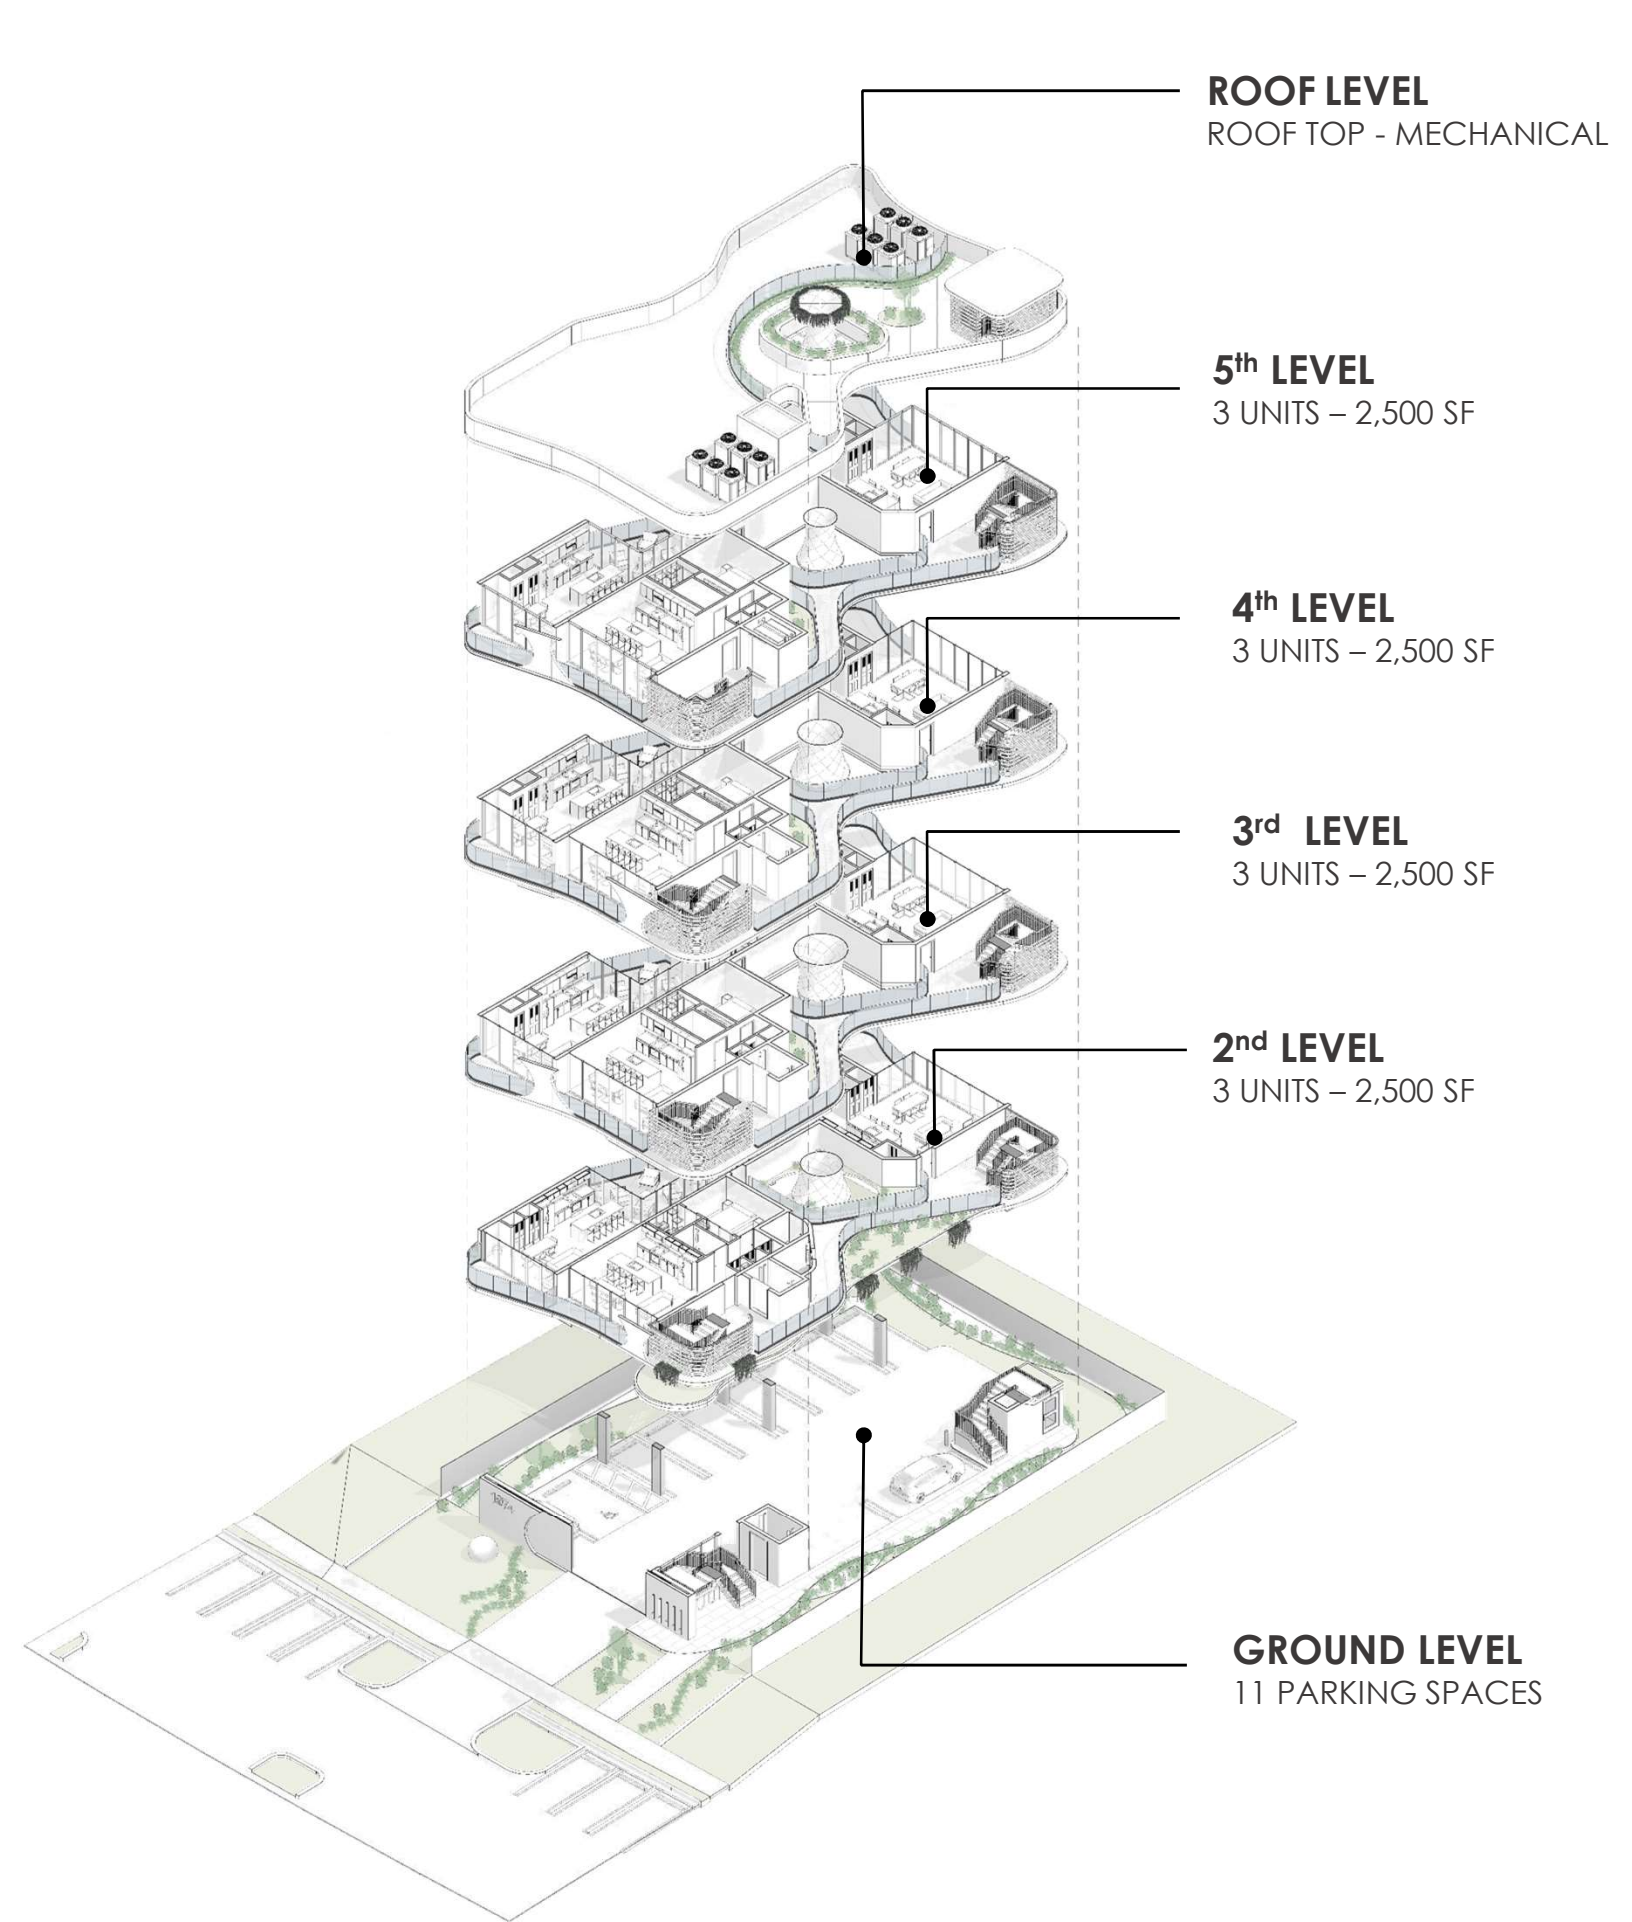 ROOF LEVEL
ROOF TOP - MECHANICAL
5th LEVEL
3 UNITS – 2,500 SF
4th LEVEL
3 UNITS – 2,500 SF
3rd LEVEL
3 UNITS – 2,500 SF
2nd LEVEL
3 UNITS – 2,500 SF
GROUND LEVEL
11 PARKING SPACES